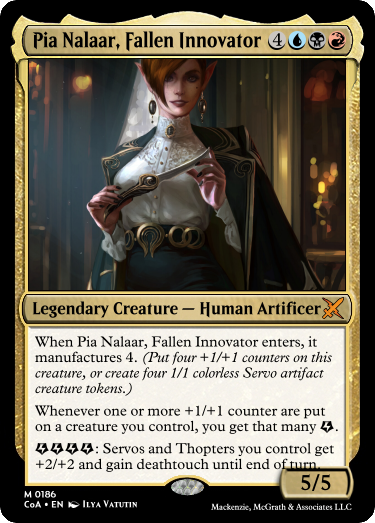 Pia Nalaar, Fallen Innovator 4
Legendary Creature — Human Artificer
When Pia Nalaar, Fallen Innovator enters, it
manufactures 4. (Put four +1/+1 counters on this
creature, or create four 1/1 colorless Servo artifact
creature tokens.)
Whenever one or more +1/+1 counter are put
on a creature you control, you get that many .
: Servos and Thopters you control get
+2/+2 and gain deathtouch until end of turn.
5/5
M 0186
CoA • EN Ilya Vatutin
Mackenzie, McGrath & Associates LLC